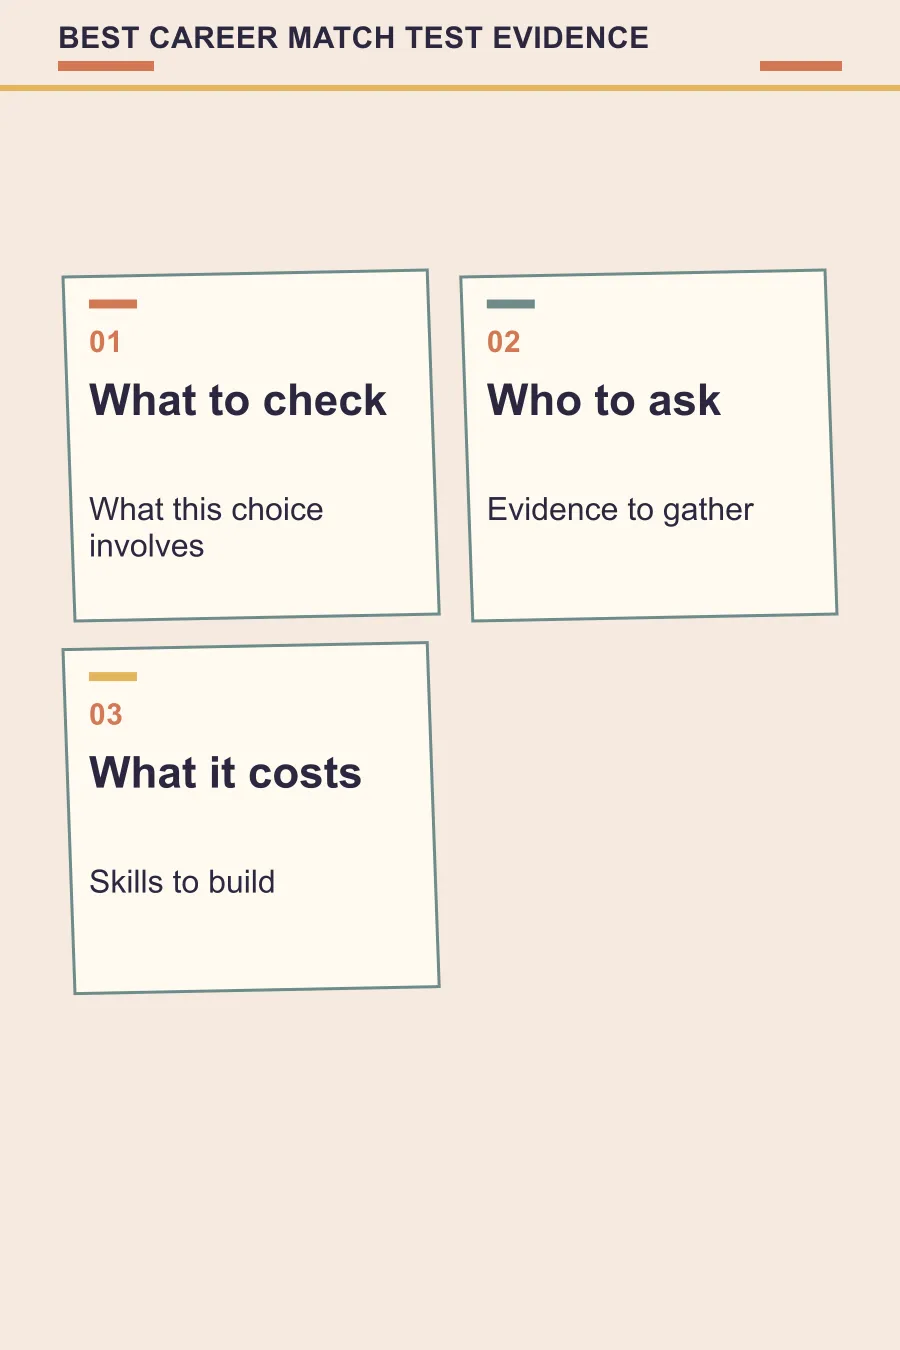 BEST CAREER MATCH TEST EVIDENCE
01
What to check
What this choice
involves
02
Who to ask
Evidence to gather
03
What it costs
Skills to build